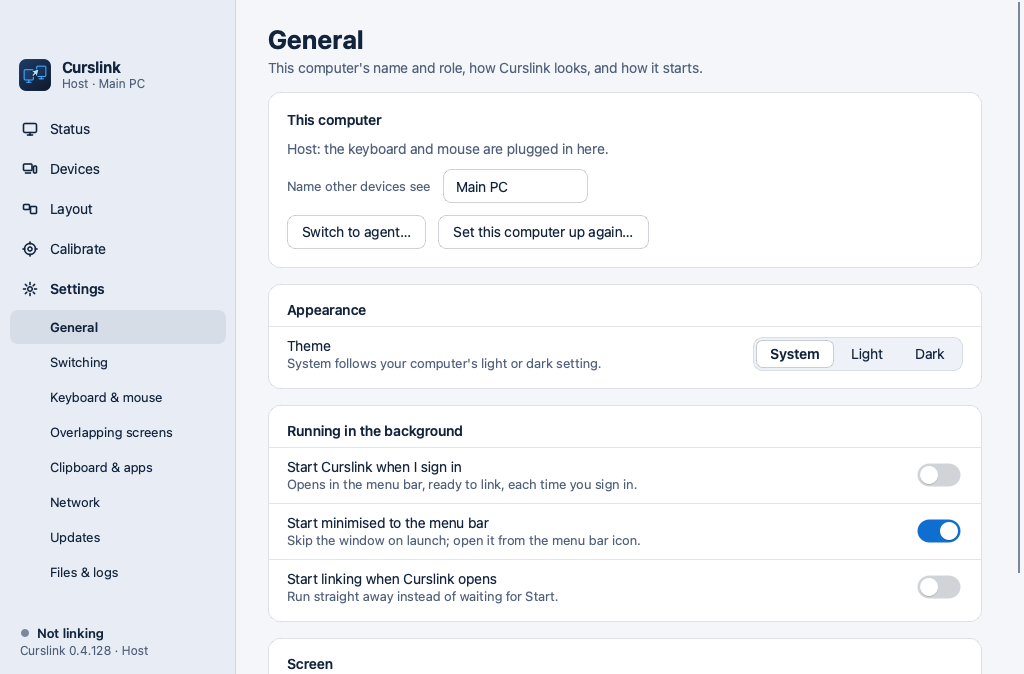 Curslink
Host · Main PC
Status
Devices
Layout
Calibrate
Settings
General
Switching
Keyboard & mouse
Overlapping screens
Clipboard & apps
Network
Updates
Files & logs
Not linking
Curslink 0.4.128 · Host
General
This computer's name and role, how Curslink looks, and how it starts.
This computer
Host: the keyboard and mouse are plugged in here.
Name other devices see
Main PC
Switch to agent...
Set this computer up again...
Appearance
Theme
System follows your computer's light or dark setting.
System
Light
Dark
Running in the background
Start Curslink when I sign in
Opens in the menu bar, ready to link, each time you sign in.
Start minimised to the menu bar
Skip the window on launch; open it from the menu bar icon.
Start linking when Curslink opens
Run straight away instead of waiting for Start.
Screen